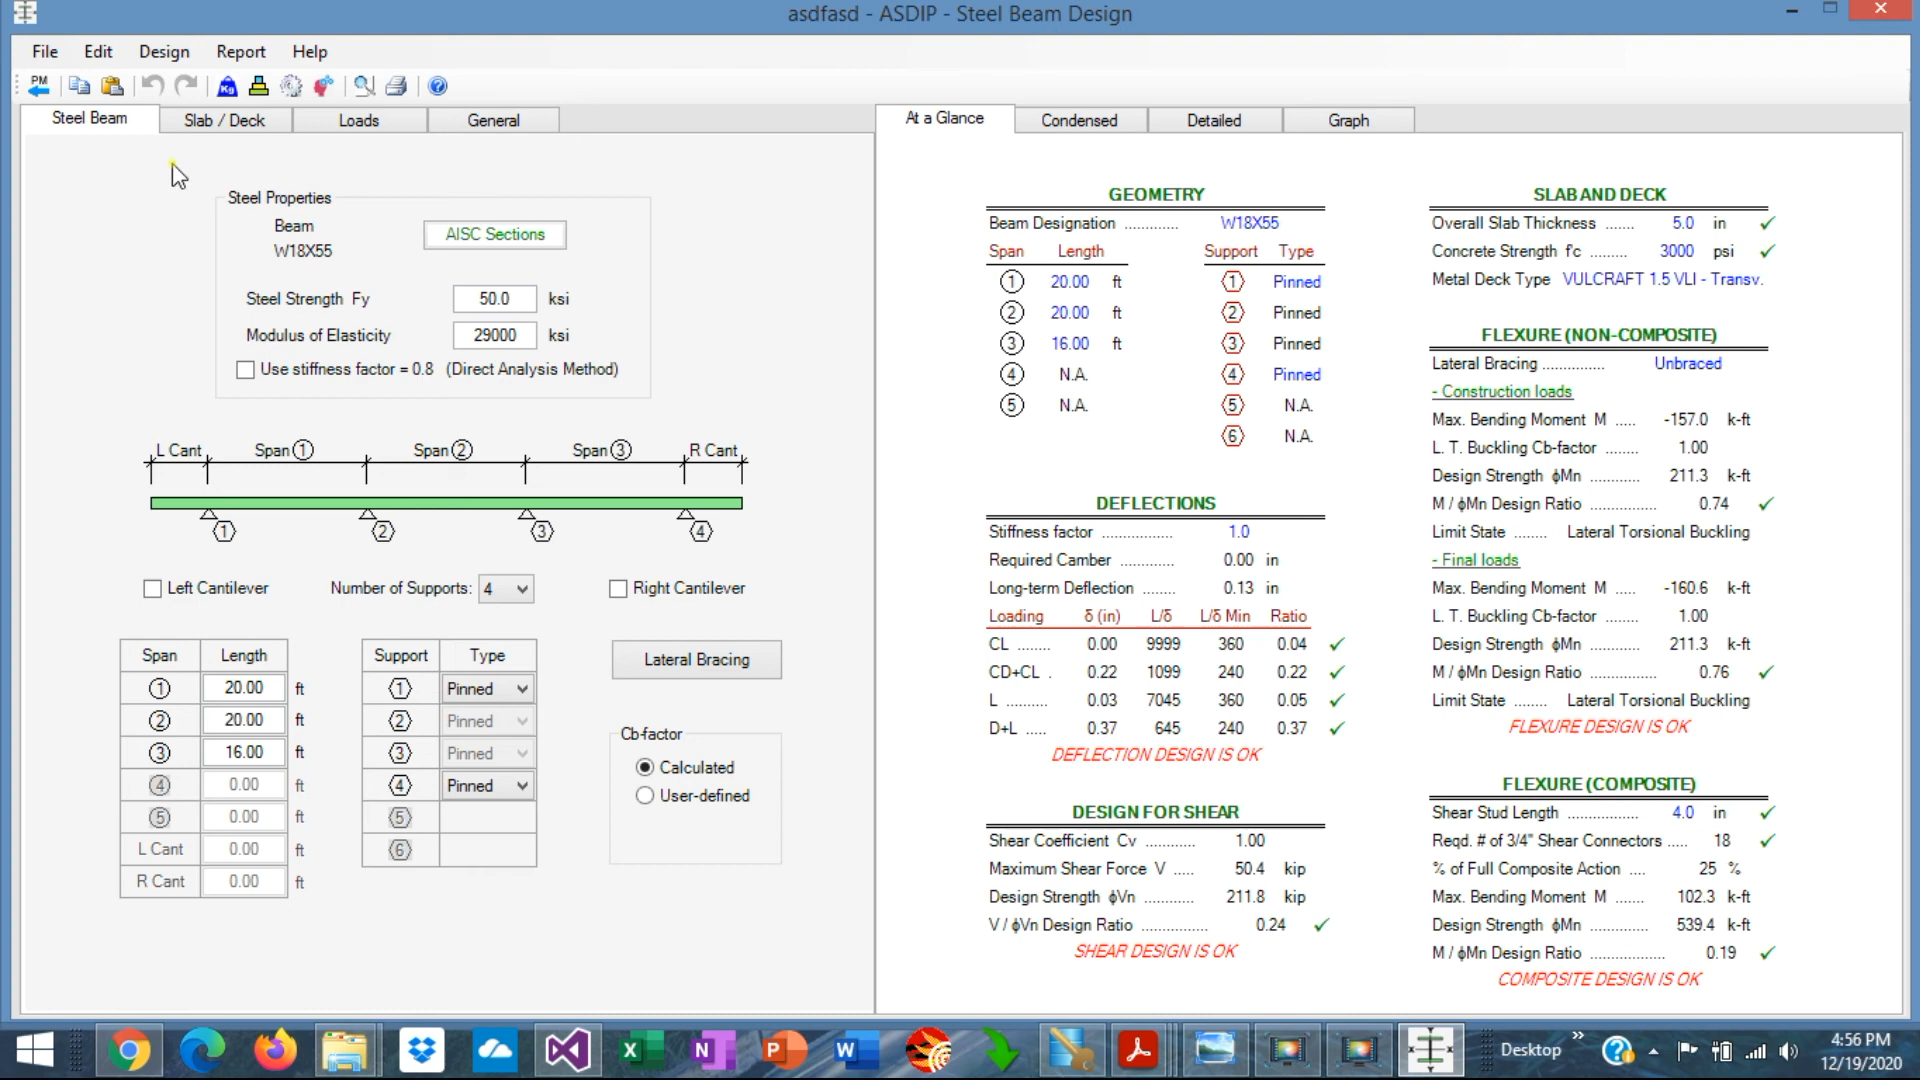 asdfasd - ASDIP - Steel Beam Design
File Edit Design Report Help
PM Kg
Steel Beam Slab / Deck Loads General
Steel Properties
Beam
W18X55
AISC Sections
Steel Strength Fy 50.0 ksi
Modulus of Elasticity 29000 ksi
Use stiffness factor = 0.8 (Direct Analysis Method)
L Cant Span 1 Span 2 Span 3 R Cant
1 2 3 4
Left Cantilever Number of Supports: 4 Right Cantilever
Span Length
1 20.00 ft
2 20.00 ft
3 16.00 ft
4 0.00 ft
5 0.00 ft
L Cant 0.00 ft
R Cant 0.00 ft
Support Type
1 Pinned
2 Pinned
3 Pinned
4 Pinned
5
6
Lateral Bracing
Cb-factor
Calculated
User-defined
At a Glance Condensed Detailed Graph
GEOMETRY
Beam Designation ............. W18X55
Span Length Support Type
1 20.00 ft 1 Pinned
2 20.00 ft 2 Pinned
3 16.00 ft 3 Pinned
4 N.A. 4 Pinned
5 N.A. 5 N.A.
6 N.A.
DEFLECTIONS
Stiffness factor ................. 1.0
Required Camber ............ 0.00 in
Long-term Deflection ........ 0.13 in
Loading δ (in) L/δ L/δ Min Ratio
CL ........ 0.00 9999 360 0.04 ✓
CD+CL . 0.22 1099 240 0.22 ✓
L .......... 0.03 7045 360 0.05 ✓
D+L ..... 0.37 645 240 0.37 ✓
DEFLECTION DESIGN IS OK
DESIGN FOR SHEAR
Shear Coefficient Cv ............ 1.00
Maximum Shear Force V ..... 50.4 kip
Design Strength ϕVn ............ 211.8 kip
V / ϕVn Design Ratio ................. 0.24 ✓
SHEAR DESIGN IS OK
SLAB AND DECK
Overall Slab Thickness ....... 5.0 in ✓
Concrete Strength f'c ......... 3000 psi ✓
Metal Deck Type VULCRAFT 1.5 VLI - Transv.
FLEXURE (NON-COMPOSITE)
Lateral Bracing ............... Unbraced
- Construction loads
Max. Bending Moment M ..... -157.0 k-ft
L. T. Buckling Cb-factor ........ 1.00
Design Strength ϕMn ............ 211.3 k-ft
M / ϕMn Design Ratio ................ 0.74 ✓
Limit State ........ Lateral Torsional Buckling
- Final loads
Max. Bending Moment M ..... -160.6 k-ft
L. T. Buckling Cb-factor ........ 1.00
Design Strength ϕMn ............ 211.3 k-ft
M / ϕMn Design Ratio ................ 0.76 ✓
Limit State ........ Lateral Torsional Buckling
FLEXURE DESIGN IS OK
FLEXURE (COMPOSITE)
Shear Stud Length ................. 4.0 in ✓
Reqd. # of 3/4" Shear Connectors ..... 18 ✓
% of Full Composite Action .... 25 %
Max. Bending Moment M ....... 102.3 k-ft
Design Strength ϕMn ............. 539.4 k-ft
M / ϕMn Design Ratio .................. 0.19 ✓
COMPOSITE DESIGN IS OK
Desktop
4:56 PM
12/19/2020